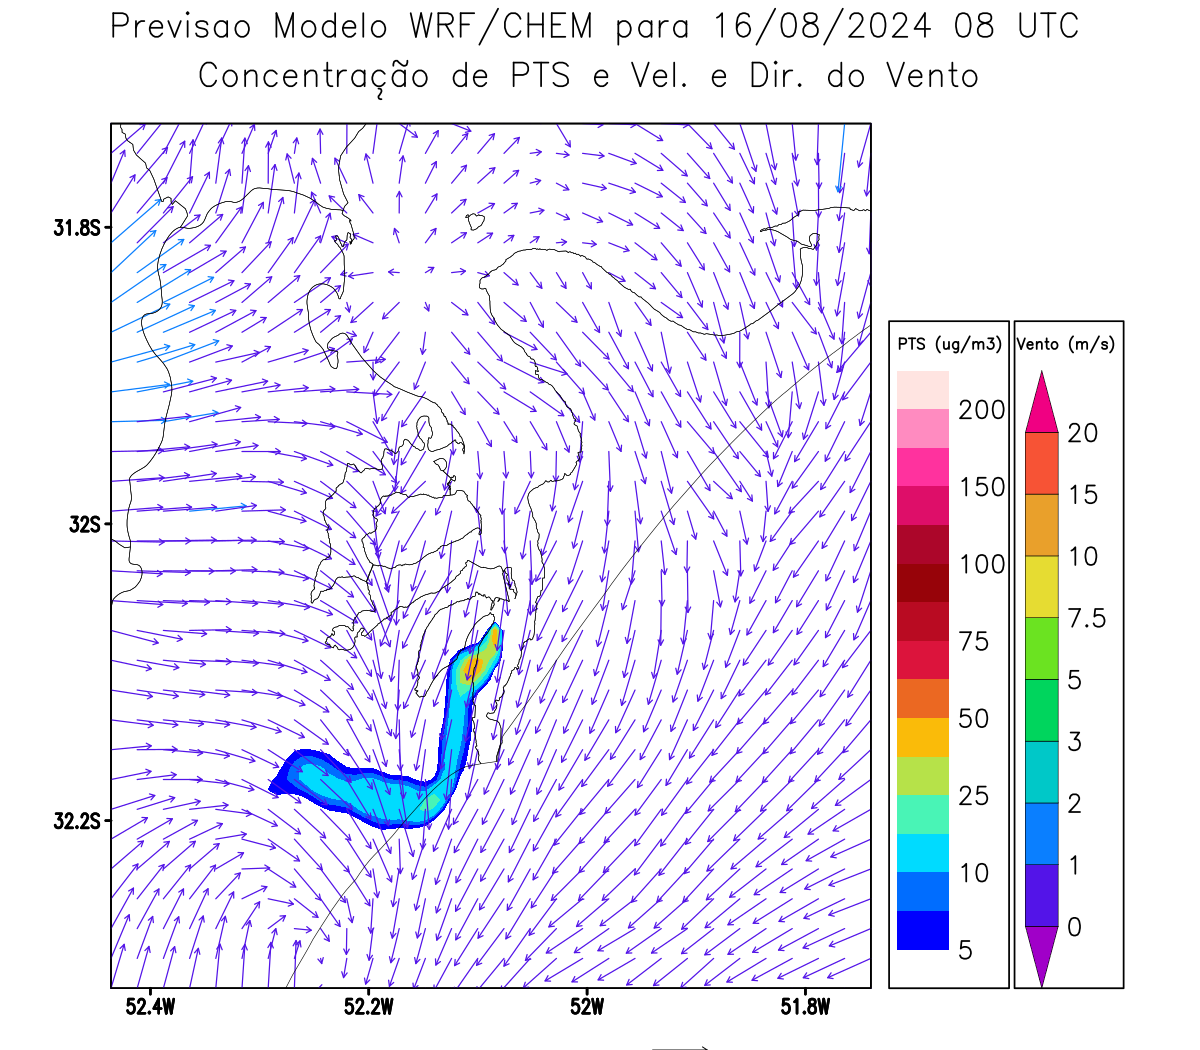 Previsao Modelo WRF/CHEM para 16/08/2024 08 UTC
Concentração de PTS e Vel. e Dir. do Vento
31.8S
32S
32.2S
52.4W
52.2W
52W
51.8W
PTS (ug/m3)
200
150
100
75
50
25
10
5
Vento (m/s)
20
15
10
7.5
5
3
2
1
0